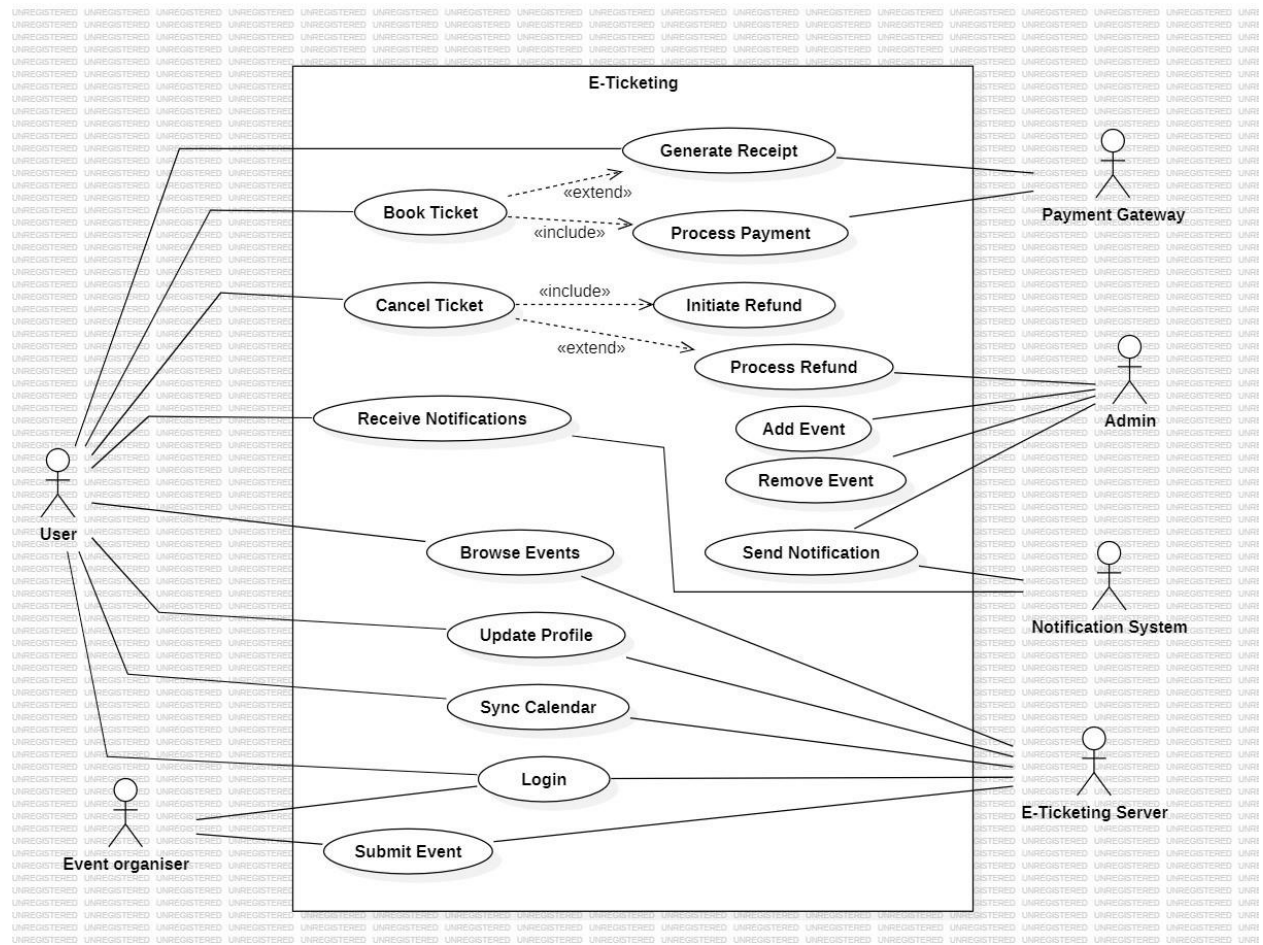 E-Ticketing
Generate Receipt
«extend»
Book Ticket
«include»
Process Payment
Payment Gateway
Cancel Ticket
«include»
Initiate Refund
«extend»
Process Refund
Admin
Receive Notifications
Add Event
Remove Event
User
Browse Events
Send Notification
Notification System
Update Profile
Sync Calendar
Login
E-Ticketing Server
Event organiser
Submit Event
UNREGISTERED